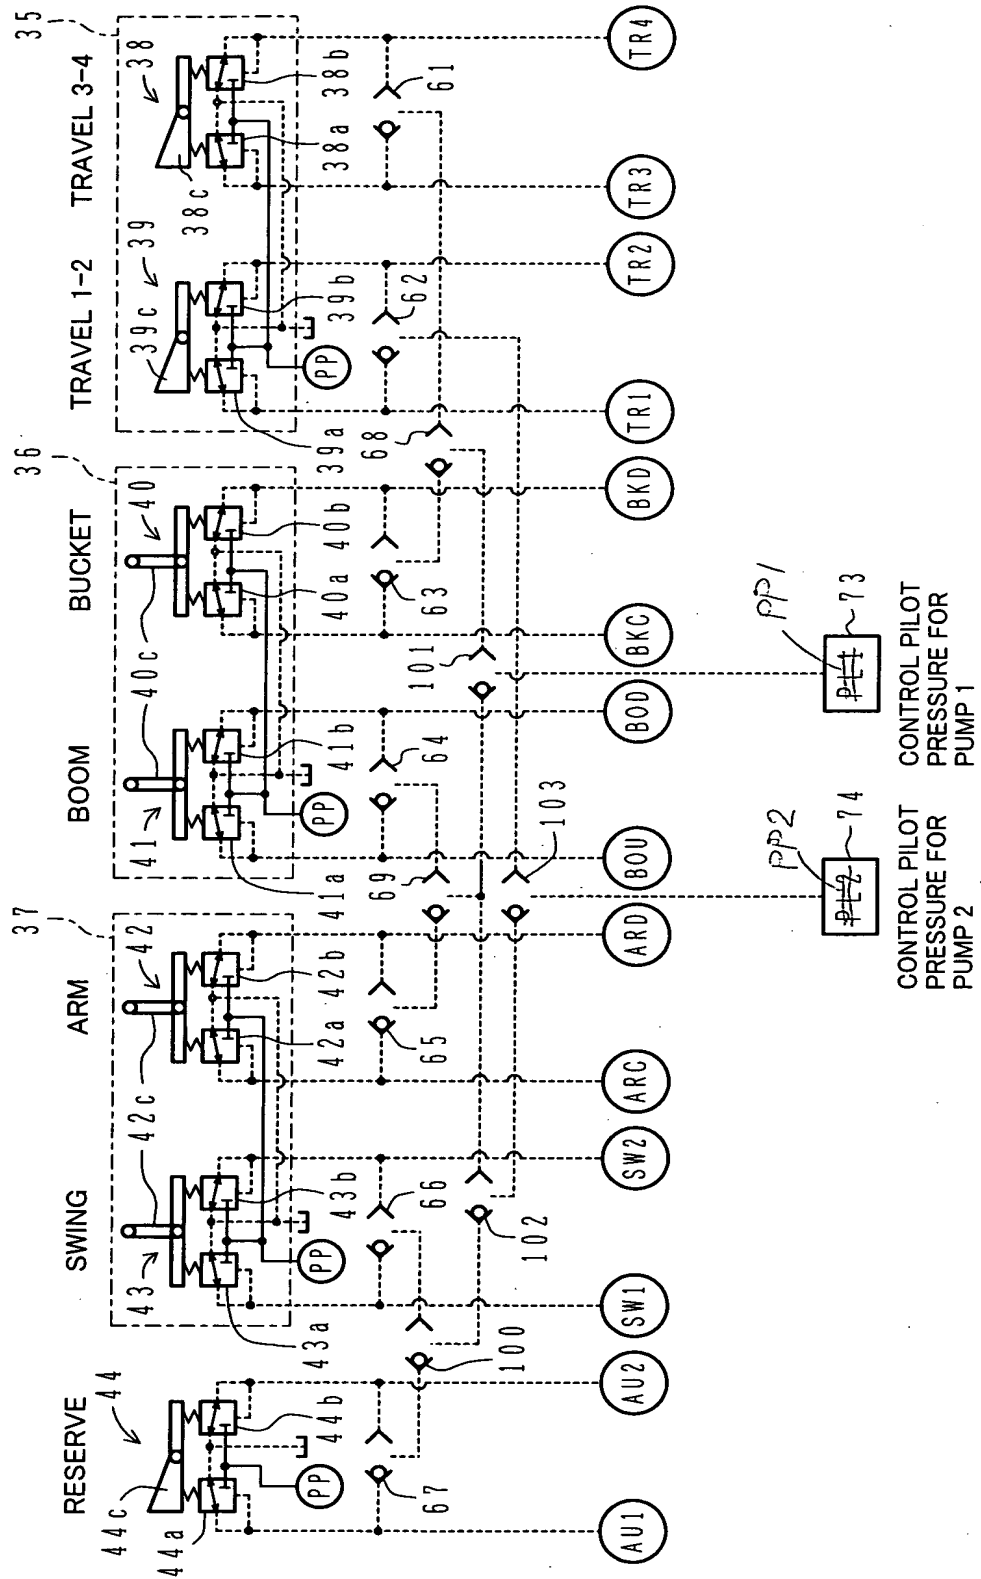 37
36
35
RESERVE
SWING
ARM
BOOM
BUCKET
TRAVEL 1-2
TRAVEL 3-4
44
43
42c
42
41
40c
40
39c
39
38
44c
38c
44a
44b
43a
43b
42a
42b
41a
41b
40a
40b
39a
39b
38a
38b
PP
PP
PP
PP
67
66
65
64
63
62
61
100
69
68
102
101
103
AU1
AU2
SW1
SW2
ARC
ARD
BOU
BOD
BKC
BKD
TR1
TR2
TR3
TR4
PP2
PP1
PL2
PL1
74
73
CONTROL PILOT
PRESSURE FOR
PUMP 2
CONTROL PILOT
PRESSURE FOR
PUMP 1